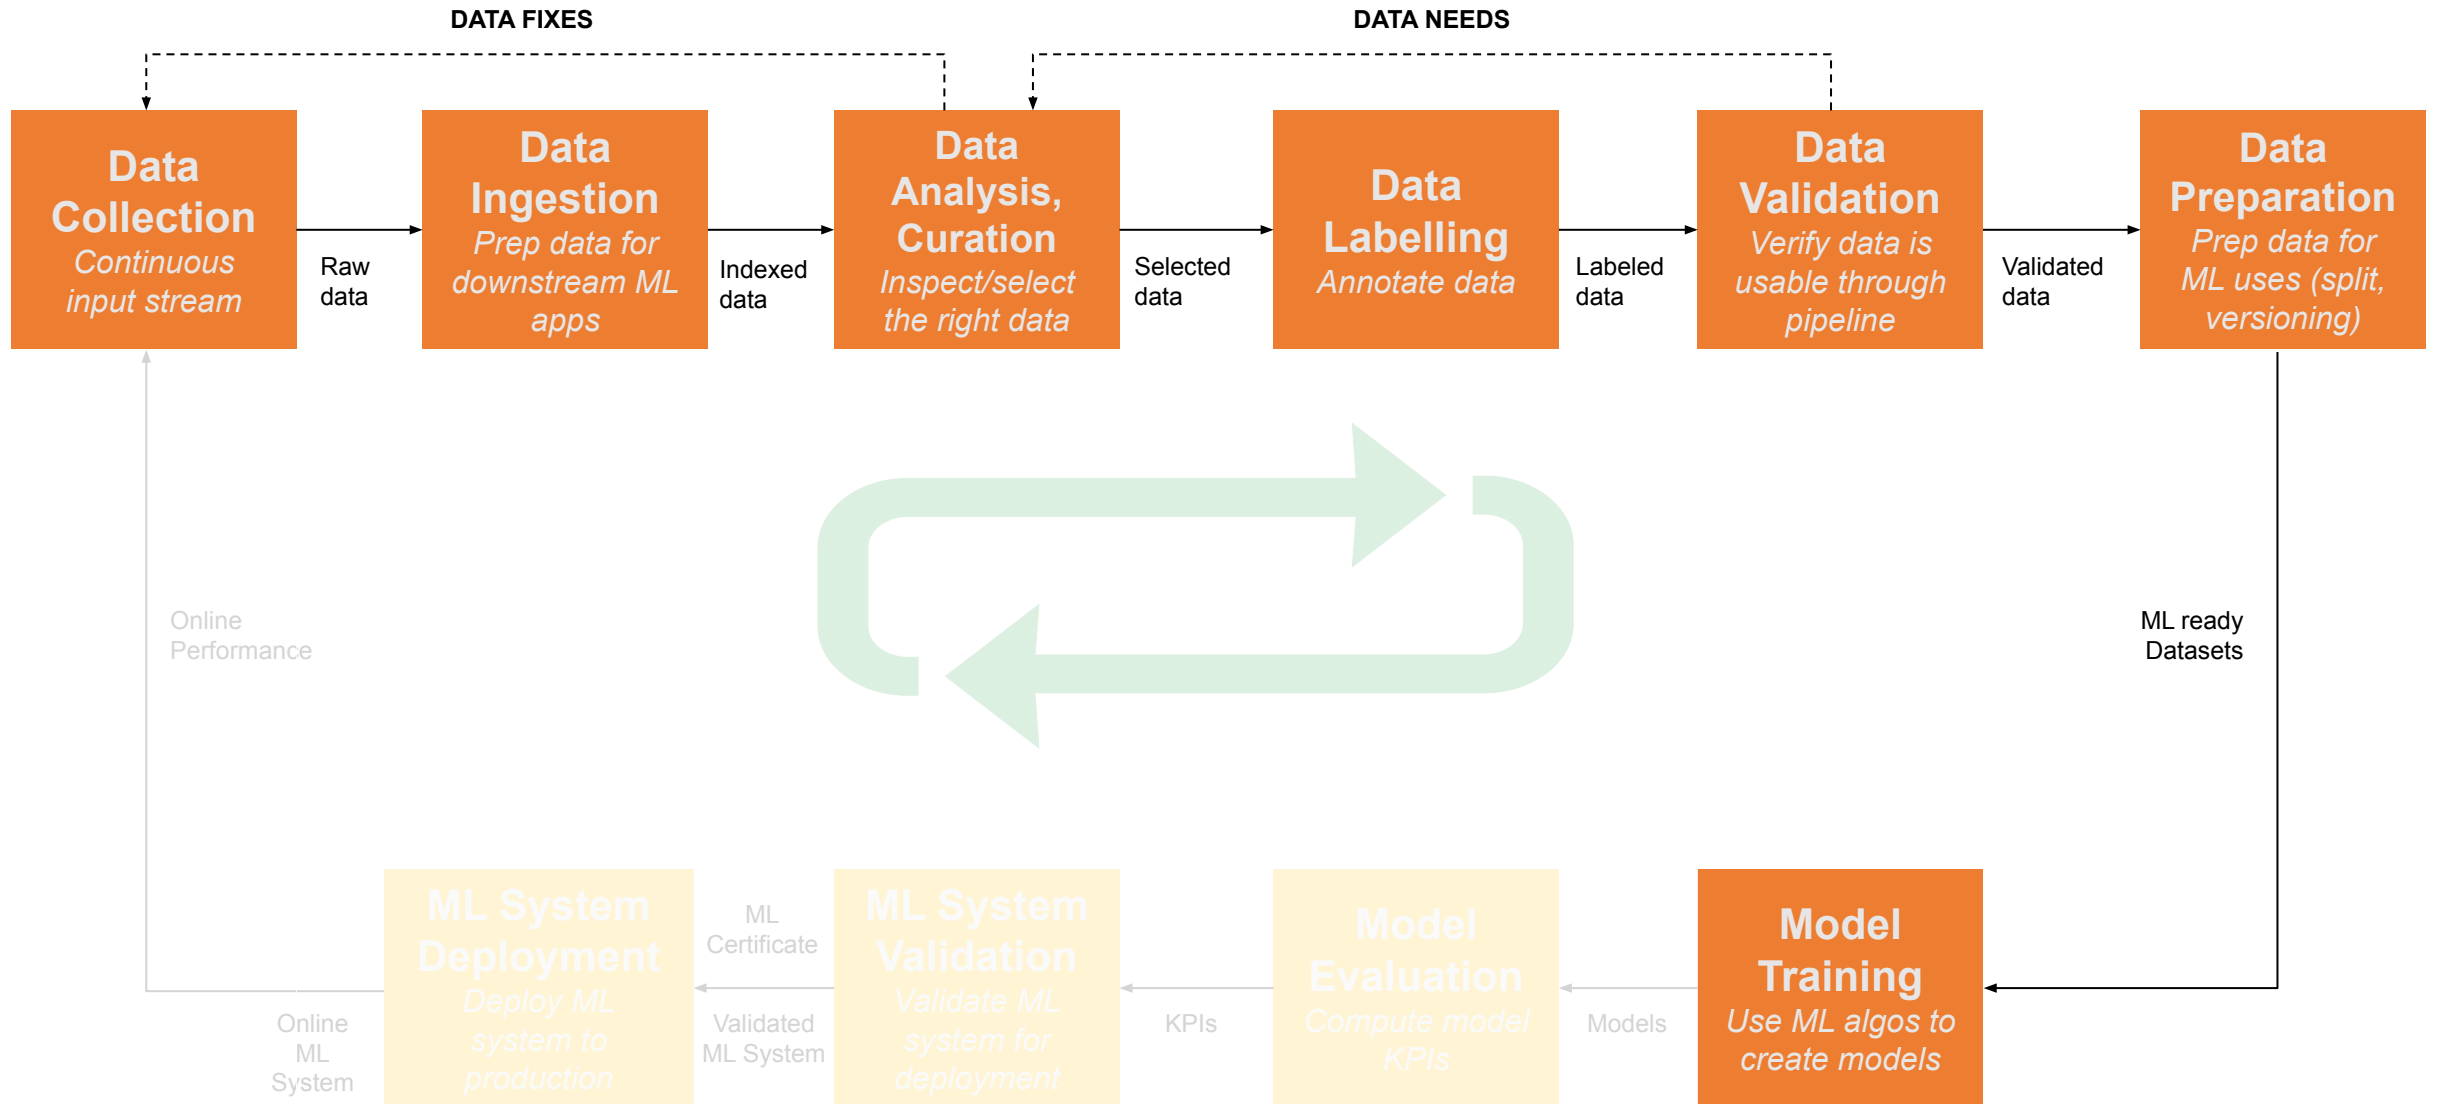 DATA FIXES
DATA NEEDS
Data
Collection
Continuous
input stream
Raw
data
Data
Ingestion
Prep data for
downstream ML
apps
Indexed
data
Data
Analysis,
Curation
Inspect/select
the right data
Selected
data
Data
Labelling
Annotate data
Labeled
data
Data
Validation
Verify data is
usable through
pipeline
Validated
data
Data
Preparation
Prep data for
ML uses (split,
versioning)
Online
Performance
ML ready
Datasets
ML System
Deployment
Deploy ML
system to
production
ML
Certificate
Validated
ML System
ML System
Validation
Validate ML
system for
deployment
KPIs
Model
Evaluation
Compute model
KPIs
Models
Model
Training
Use ML algos to
create models
Online
ML
System